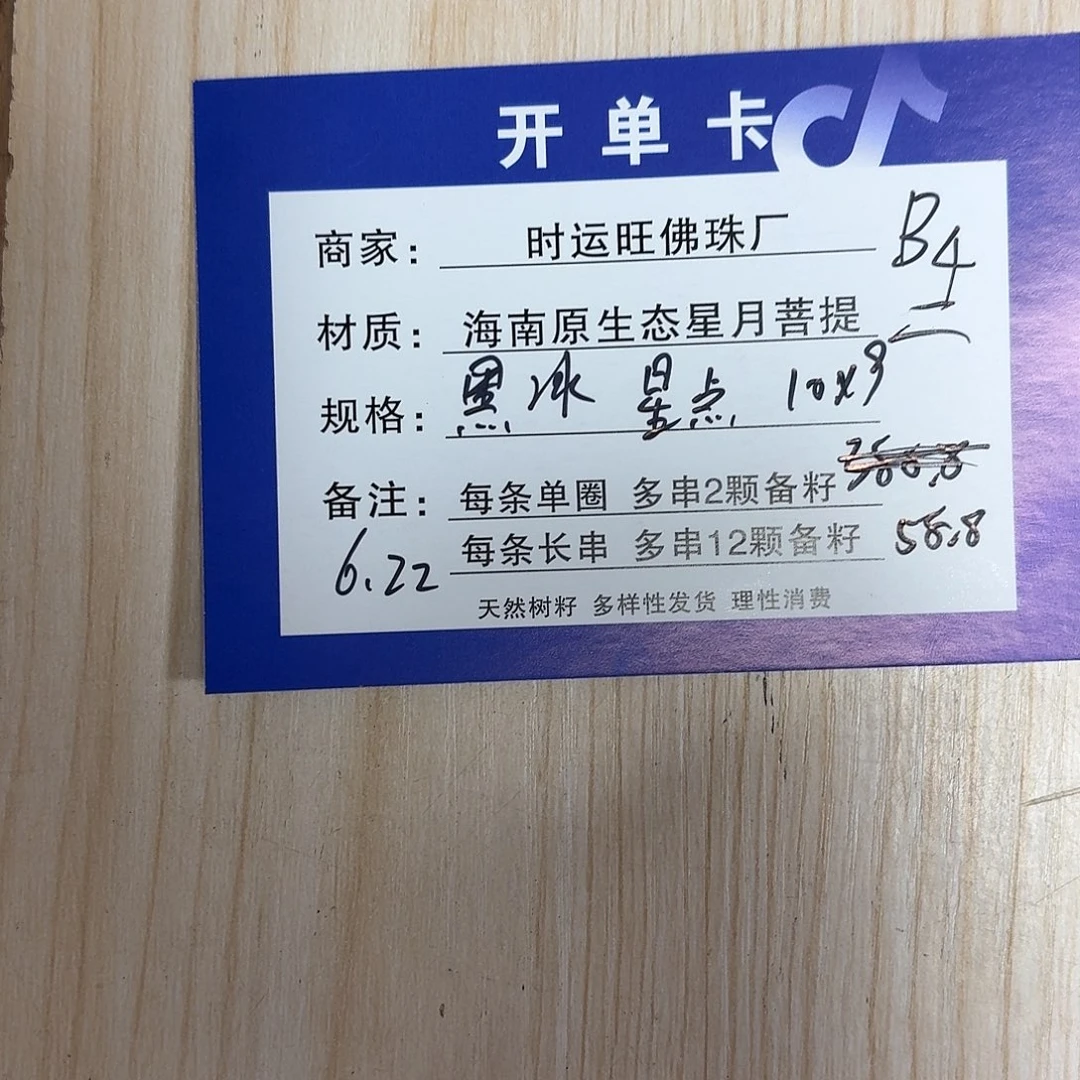 开单卡
商家：时运旺佛珠厂 B4
材质：海南原生态星月菩提 二
规格：黑冰 星点 10x9
备注：每条单圈 多串2颗备籽
6.22 每条长串 多串12颗备籽 58.8
天然树籽 多样性发货 理性消费